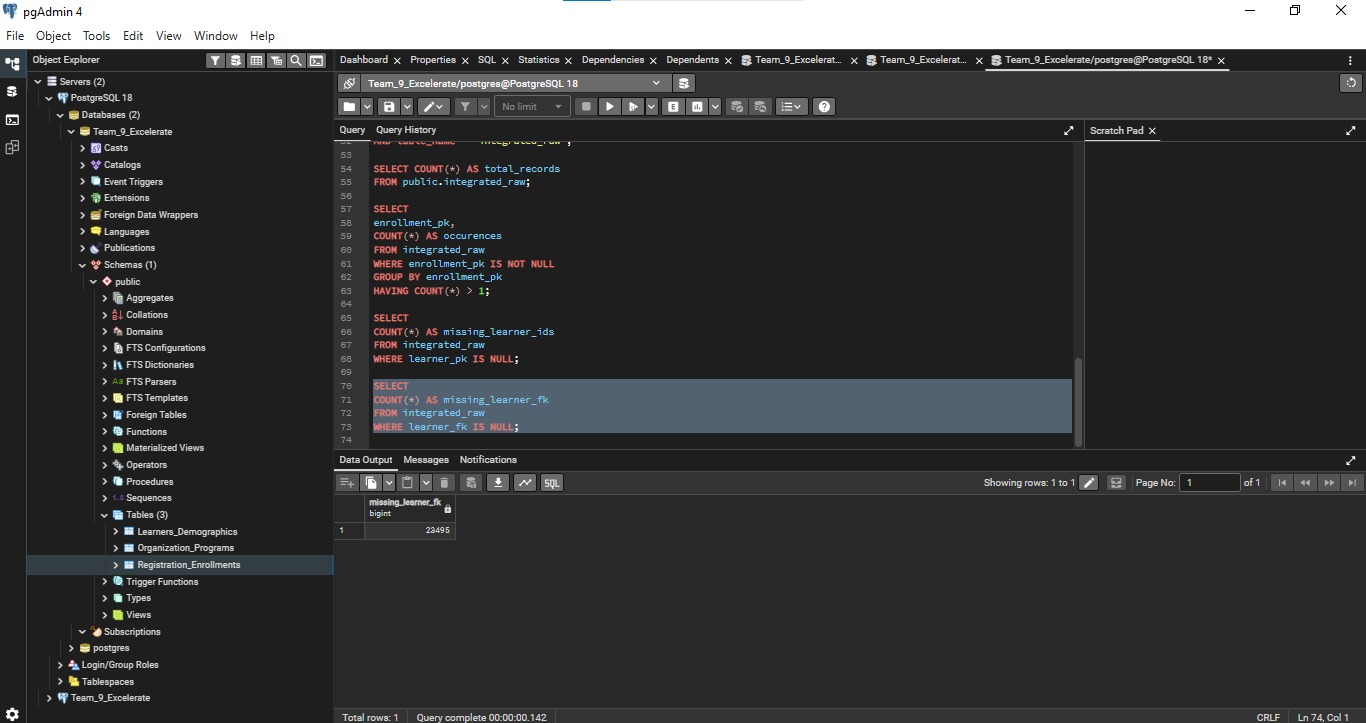 pgAdmin 4
File Object Tools Edit View Window Help
Object Explorer
Servers (2)
PostgreSQL 18
Databases (2)
Team_9_Excelerate
Casts
Catalogs
Event Triggers
Extensions
Foreign Data Wrappers
Languages
Publications
Schemas (1)
public
Aggregates
Collations
Domains
FTS Configurations
FTS Dictionaries
FTS Parsers
FTS Templates
Foreign Tables
Functions
Materialized Views
Operators
Procedures
Sequences
Tables (3)
Learners_Demographics
Organization_Programs
Registration_Enrollments
Trigger Functions
Types
Views
Subscriptions
postgres
Login/Group Roles
Tablespaces
Team_9_Excelerate
Dashboard Properties SQL Statistics Dependencies Dependents Team_9_Excelerat... Team_9_Excelerat... Team_9_Excelerate/postgres@PostgreSQL 18*
Team_9_Excelerate/postgres@PostgreSQL 18
No limit
Query Query History
Scratch Pad
53
54 SELECT COUNT(*) AS total_records
55 FROM public.integrated_raw;
56
57 SELECT
58 enrollment_pk,
59 COUNT(*) AS occurences
60 FROM integrated_raw
61 WHERE enrollment_pk IS NOT NULL
62 GROUP BY enrollment_pk
63 HAVING COUNT(*) > 1;
64
65 SELECT
66 COUNT(*) AS missing_learner_ids
67 FROM integrated_raw
68 WHERE learner_pk IS NULL;
69
70 SELECT
71 COUNT(*) AS missing_learner_fk
72 FROM integrated_raw
73 WHERE learner_fk IS NULL;
74
Data Output Messages Notifications
SQL
Showing rows: 1 to 1 Page No: 1 of 1
missing_learner_fk
bigint
1 23495
Total rows: 1 Query complete 00:00:00.142 CRLF Ln 74, Col 1